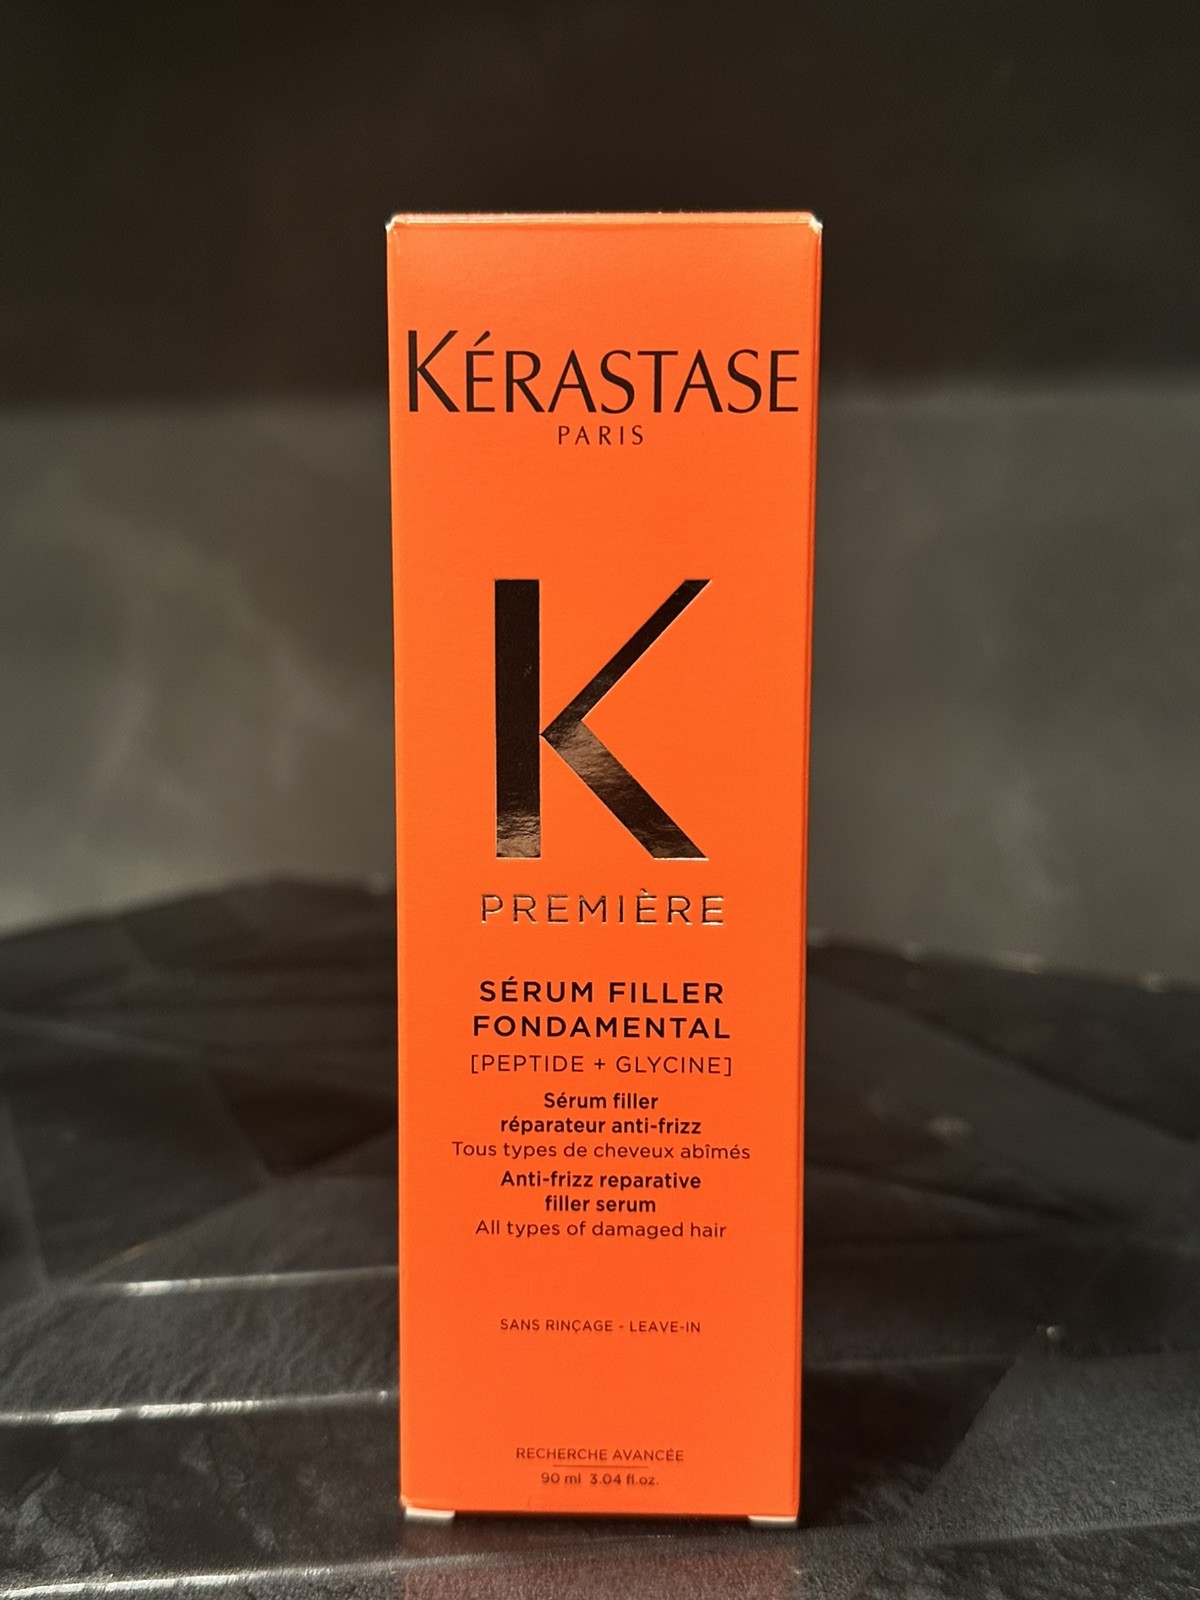 KÉRASTASE
PARIS
K
PREMIÈRE
SÉRUM FILLER
FONDAMENTAL
[PEPTIDE + GLYCINE]
Sérum filler
réparateur anti-frizz
Tous types de cheveux abîmés
Anti-frizz reparative
filler serum
All types of damaged hair
SANS RINÇAGE - LEAVE-IN
RECHERCHE AVANCÉE
90 ml 3.04 fl.oz.